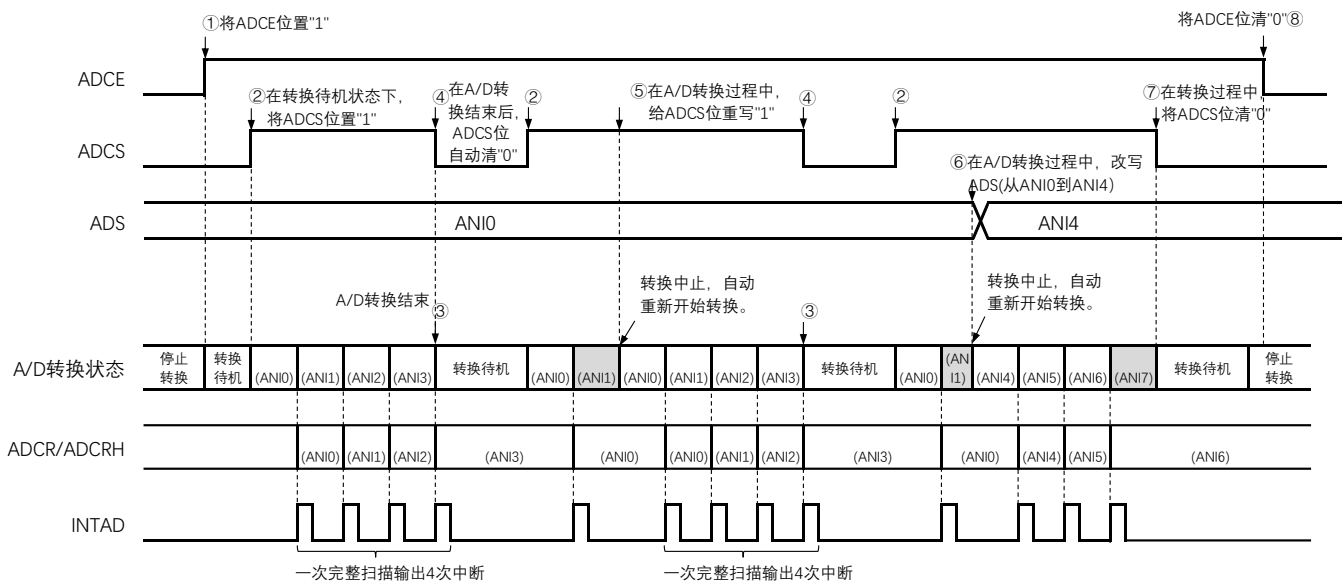 ①将ADCE位置"1"
将ADCE位清"0"⑧
ADCE
②在转换待机状态下，
将ADCS位置"1"
④在A/D转
换结束后，
ADCS位
自动清"0"
②
⑤在A/D转换过程中，
给ADCS位重写"1"
④
②
⑦在转换过程中，
将ADCS位清"0"
ADCS
⑥在A/D转换过程中，改写
ADS(从ANI0到ANI4）
ADS
ANI0
ANI4
A/D转换结束
③
转换中止，自动
重新开始转换。
③
转换中止，自动
重新开始转换。
A/D转换状态
停止
转换
转换
待机
(ANI0)
(ANI1)
(ANI2)
(ANI3)
转换待机
(ANI0)
(ANI1)
(ANI0)
(ANI1)
(ANI2)
(ANI3)
转换待机
(ANI0)
(AN
I1)
(ANI4)
(ANI5)
(ANI6)
(ANI7)
转换待机
停止
转换
ADCR/ADCRH
(ANI0)
(ANI1)
(ANI2)
(ANI3)
(ANI0)
(ANI0)
(ANI1)
(ANI2)
(ANI3)
(ANI0)
(ANI4)
(ANI5)
(ANI6)
INTAD
一次完整扫描输出4次中断
一次完整扫描输出4次中断